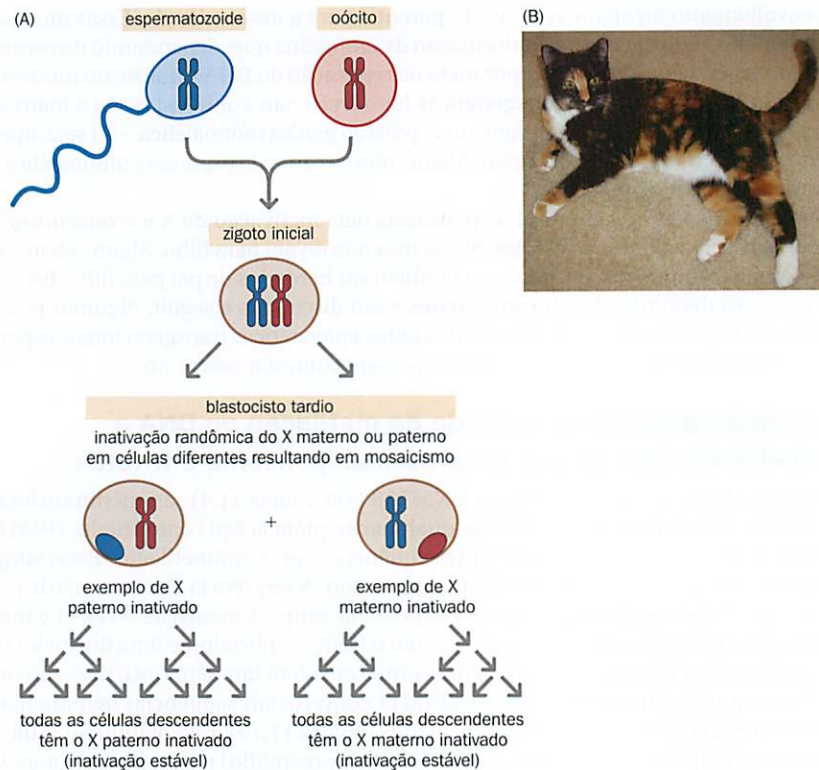 (A)
espermatozoide
oócito
(B)
zigoto inicial
blastocisto tardio
inativação randômica do X materno ou paterno
em células diferentes resultando em mosaicismo
+
exemplo de X
paterno inativado
exemplo de X
materno inativado
todas as células descendentes
têm o X paterno inativado
(inativação estável)
todas as células descendentes
têm o X materno inativado
(inativação estável)